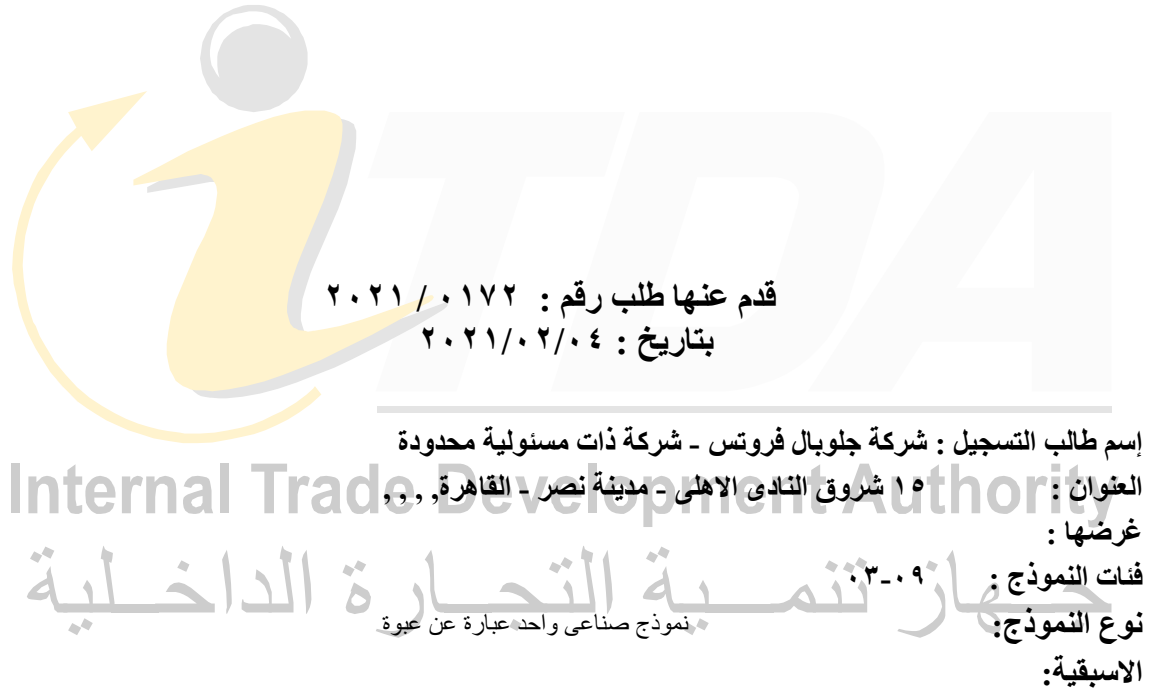 iTDA
قدم عنها طلب رقم : ٠١٧٢ / ٢٠٢١
بتاريخ : ٢٠٢١/٠٢/٠٤
إسم طالب التسجيل : شركة جلوبال فروتس - شركة ذات مسئولية محدودة
Internal Trade Development Authority
العنوان : ١٥ شروق النادى الاهلى - مدينة نصر - القاهرة, , , ,
غرضها :
جهاز تنمية التجارة الداخلية
فئات النموذج : ٠٩-٠٣
نوع النموذج: نموذج صناعى واحد عبارة عن عبوة
الاسبقية: